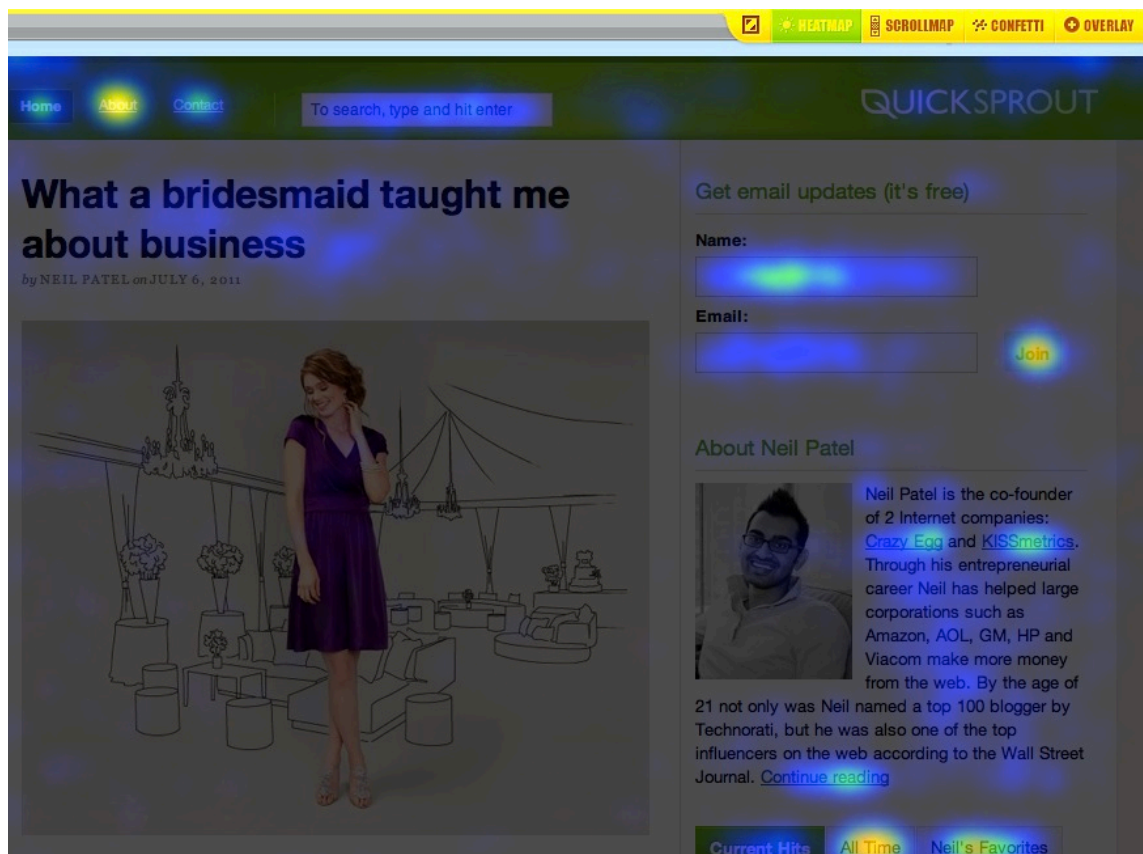 HEATMAP SCROLLMAP CONFETTI OVERLAY
Home About Contact To search, type and hit enter QUICKSPROUT
What a bridesmaid taught me
about business
by NEIL PATEL on JULY 6, 2011
Get email updates (it's free)
Name:
Email:
Join
About Neil Patel
Neil Patel is the co-founder
of 2 Internet companies:
Crazy Egg and KISSmetrics.
Through his entrepreneurial
career Neil has helped large
corporations such as
Amazon, AOL, GM, HP and
Viacom make more money
from the web. By the age of
21 not only was Neil named a top 100 blogger by
Technorati, but he was also one of the top
influencers on the web according to the Wall Street
Journal. Continue reading
Current Hits All Time Neil's Favorites